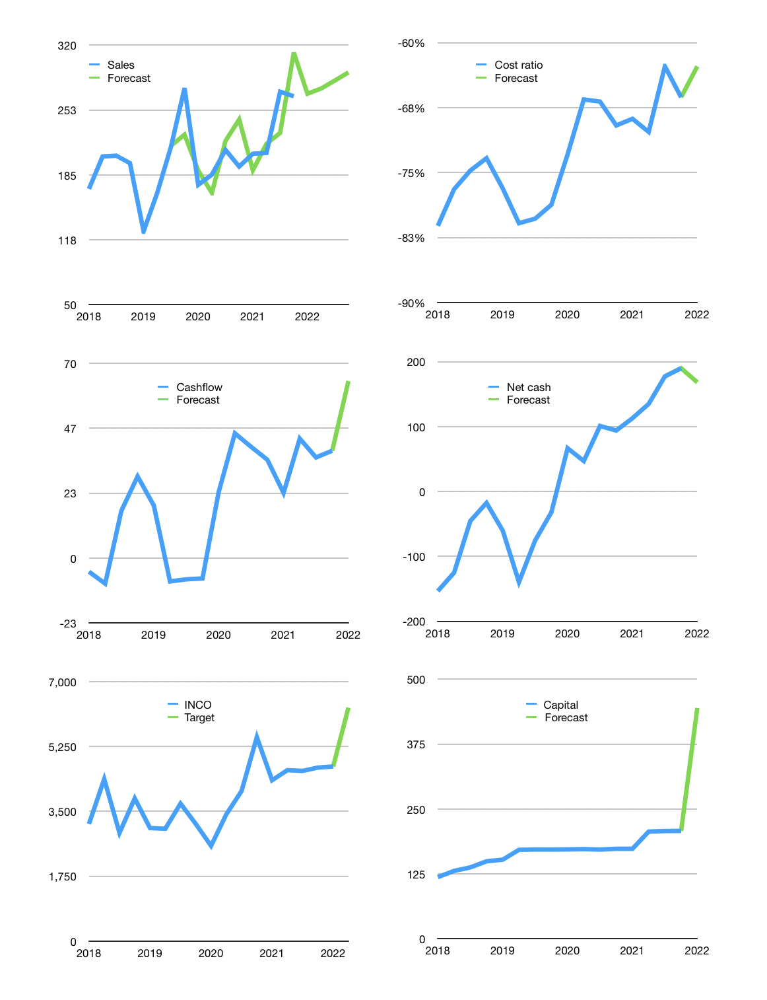 320
Sales
Forecast
253
185
118
50
2018 2019 2020 2021 2022
-60%
Cost ratio
Forecast
-68%
-75%
-83%
-90%
2018 2019 2020 2021 2022
70
Cashflow
Forecast
47
23
0
-23
2018 2019 2020 2021 2022
200
Net cash
Forecast
100
0
-100
-200
2018 2019 2020 2021 2022
7,000
INCO
Target
5,250
3,500
1,750
0
2018 2019 2020 2021 2022
500
Capital
Forecast
375
250
125
0
2018 2019 2020 2021 2022